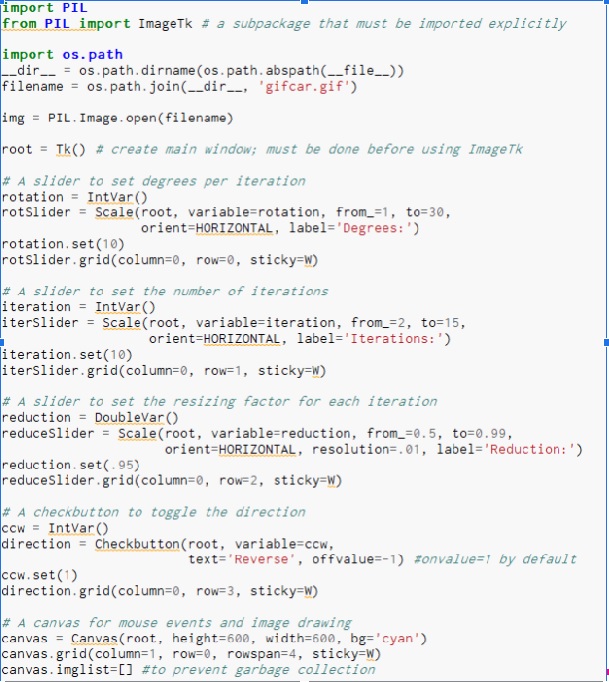 import PIL
from PIL import ImageTk # a subpackage that must be imported explicitly
import os.path
__dir__ = os.path.dirname(os.path.abspath(__file__))
filename = os.path.join(__dir__, 'gifcar.gif')
img = PIL.Image.open(filename)
root = Tk() # create main window; must be done before using ImageTk
# A slider to set degrees per iteration
rotation = IntVar()
rotSlider = Scale(root, variable=rotation, from_=1, to=30,
orient=HORIZONTAL, label='Degrees:')
rotation.set(10)
rotSlider.grid(column=0, row=0, sticky=W)
# A slider to set the number of iterations
iteration = IntVar()
iterSlider = Scale(root, variable=iteration, from_=2, to=15,
orient=HORIZONTAL, label='Iterations:')
iteration.set(10)
iterSlider.grid(column=0, row=1, sticky=W)
# A slider to set the resizing factor for each iteration
reduction = DoubleVar()
reduceSlider = Scale(root, variable=reduction, from_=0.5, to=0.99,
orient=HORIZONTAL, resolution=.01, label='Reduction:')
reduction.set(.95)
reduceSlider.grid(column=0, row=2, sticky=W)
# A checkbutton to toggle the direction
ccw = IntVar()
direction = Checkbutton(root, variable=ccw,
text='Reverse', offvalue=-1) #onvalue=1 by default
ccw.set(1)
direction.grid(column=0, row=3, sticky=W)
# A canvas for mouse events and image drawing
canvas = Canvas(root, height=600, width=600, bg='cyan')
canvas.grid(column=1, row=0, rowspan=4, sticky=W)
canvas.imglist=[] #to prevent garbage collection